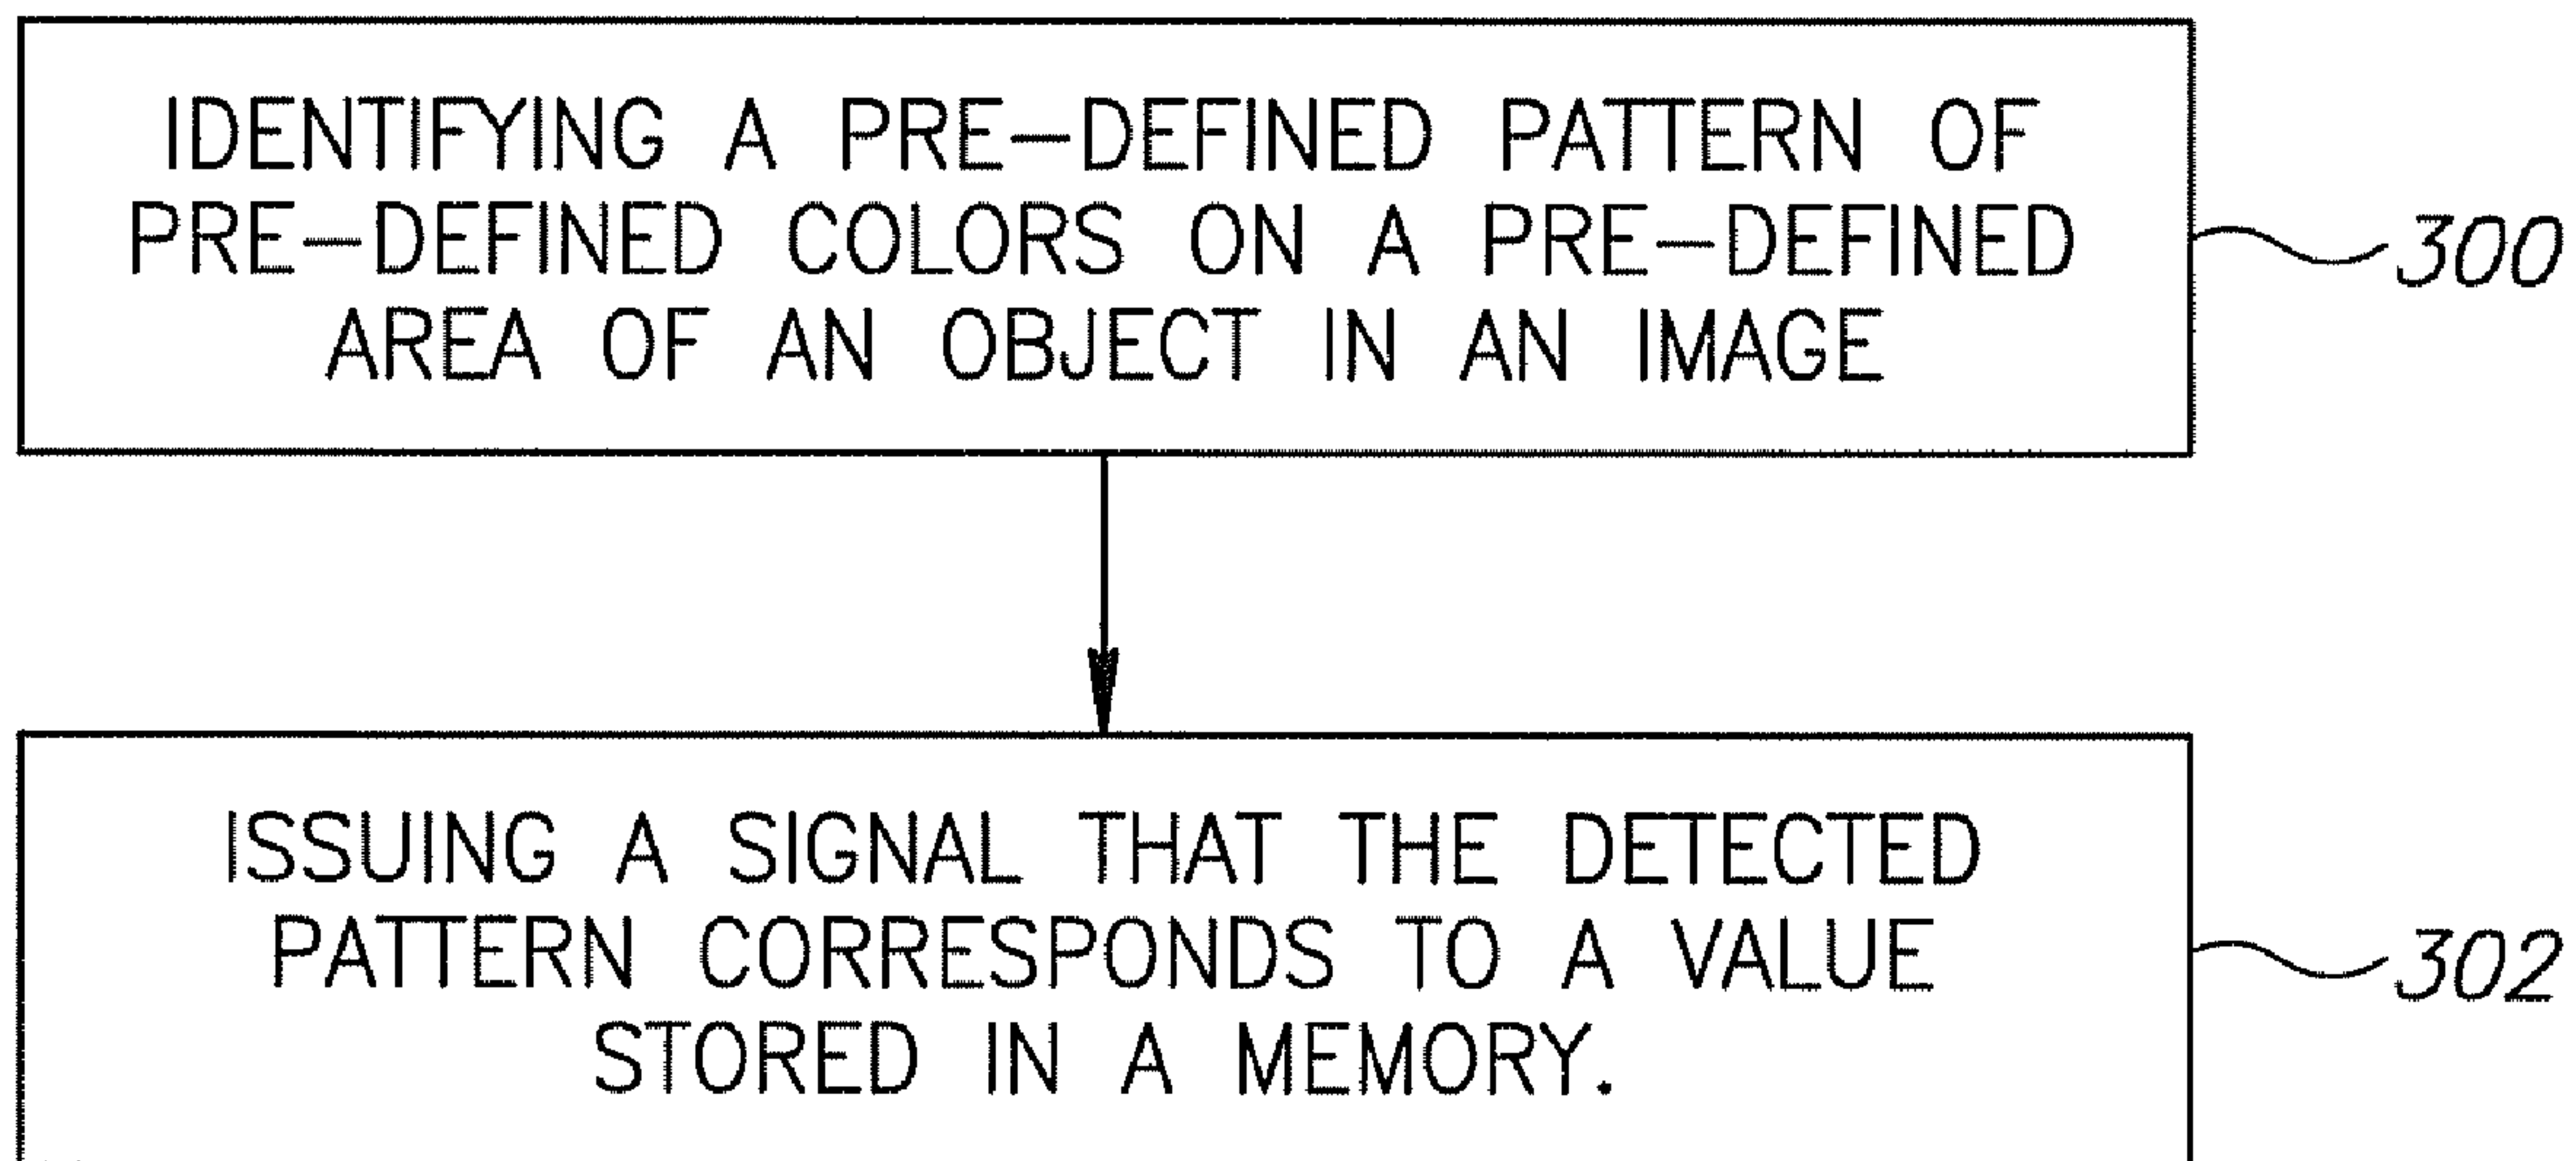 IDENTIFYING A PRE-DEFINED PATTERN OF
PRE-DEFINED COLORS ON A PRE-DEFINED
AREA OF AN OBJECT IN AN IMAGE
300
ISSUING A SIGNAL THAT THE DETECTED
PATTERN CORRESPONDS TO A VALUE
STORED IN A MEMORY.
302